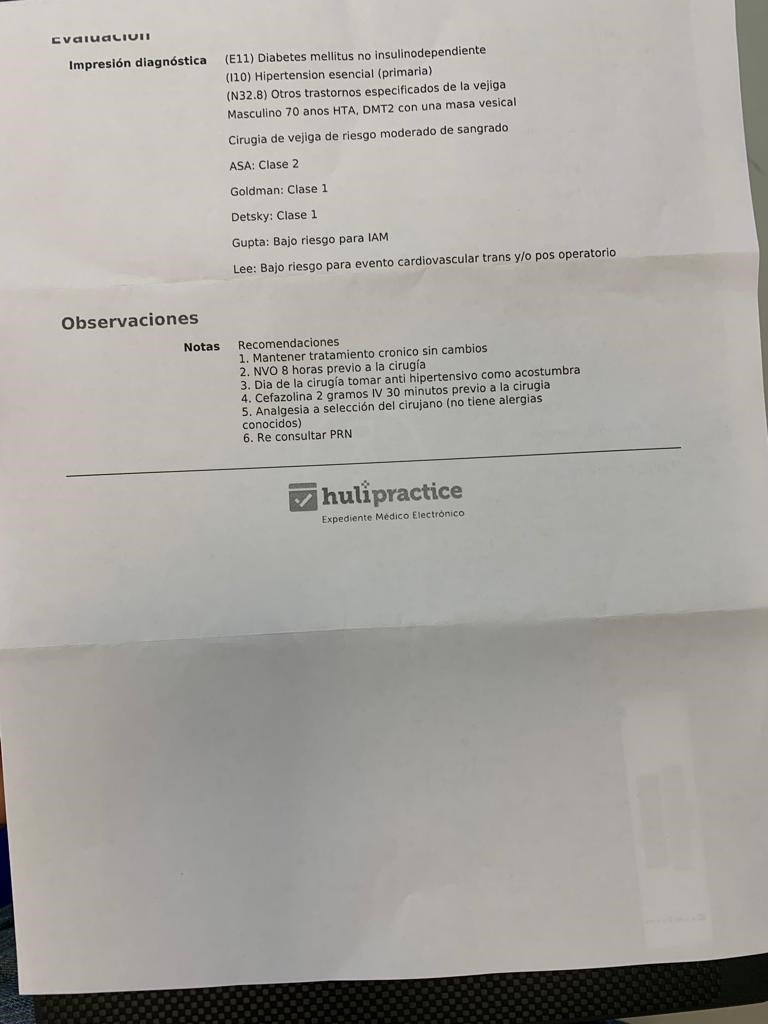 Evaluación
Impresión diagnóstica
(E11) Diabetes mellitus no insulinodependiente
(I10) Hipertension esencial (primaria)
(N32.8) Otros trastornos especificados de la vejiga
Masculino 70 anos HTA, DMT2 con una masa vesical
Cirugia de vejiga de riesgo moderado de sangrado
ASA: Clase 2
Goldman: Clase 1
Detsky: Clase 1
Gupta: Bajo riesgo para IAM
Lee: Bajo riesgo para evento cardiovascular trans y/o pos operatorio
Observaciones
Notas
Recomendaciones
1. Mantener tratamiento cronico sin cambios
2. NVO 8 horas previo a la cirugía
3. Dia de la cirugía tomar anti hipertensivo como acostumbra
4. Cefazolina 2 gramos IV 30 minutos previo a la cirugia
5. Analgesia a selección del cirujano (no tiene alergias
conocidos)
6. Re consultar PRN
hulipractice
Expediente Médico Electrónico